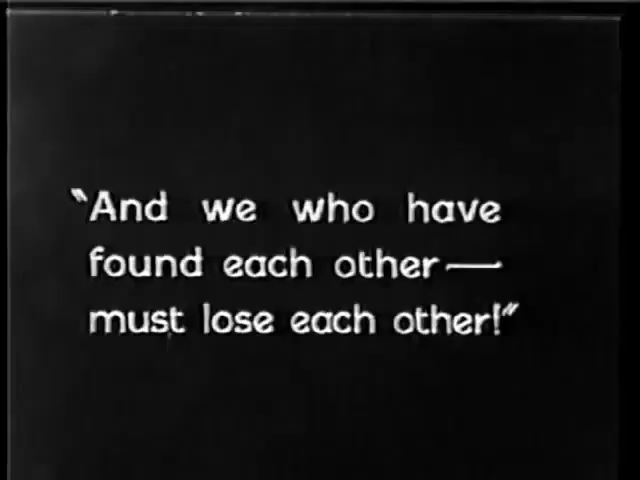 "And we who have
found each other—
must lose each other!"